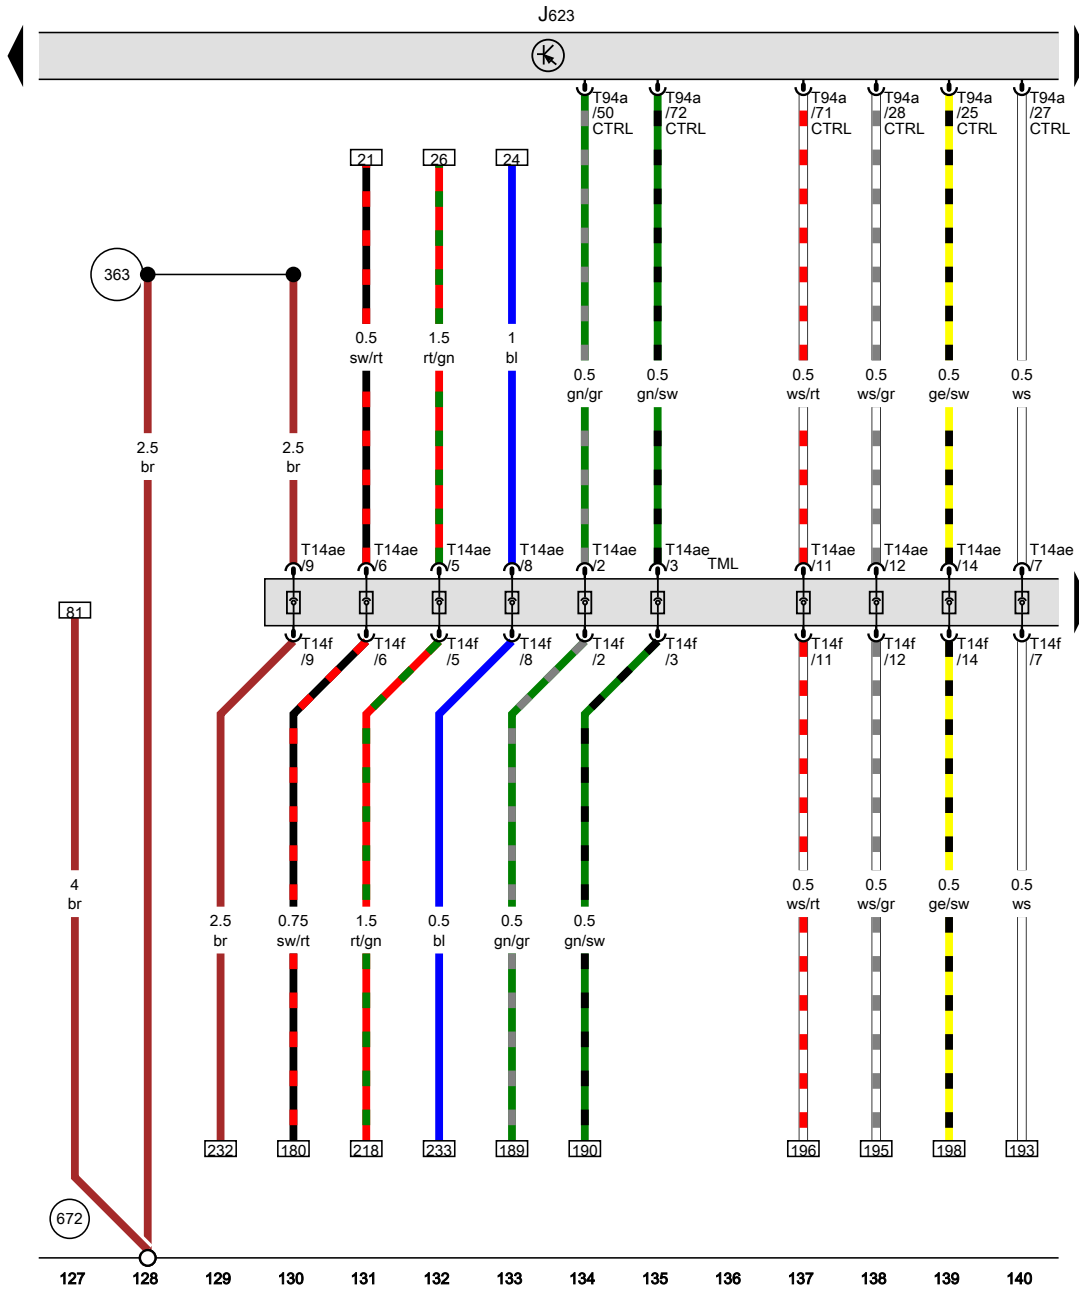 J623
T94a /50 CTRL
T94a /72 CTRL
T94a /71 CTRL
T94a /28 CTRL
T94a /25 CTRL
T94a /27 CTRL
21
26
24
363
0.5 sw/rt
1.5 rt/gn
1 bl
0.5 gn/gr
0.5 gn/sw
0.5 ws/rt
0.5 ws/gr
0.5 ge/sw
0.5 ws
2.5 br
2.5 br
T14ae /9
T14ae /6
T14ae /5
T14ae /8
T14ae /2
T14ae /3
TML
T14ae /11
T14ae /12
T14ae /14
T14ae /7
81
T14f /9
T14f /6
T14f /5
T14f /8
T14f /2
T14f /3
T14f /11
T14f /12
T14f /14
T14f /7
4 br
0.5 ws/rt
0.5 ws/gr
0.5 ge/sw
0.5 ws
2.5 br
0.75 sw/rt
1.5 rt/gn
0.5 bl
0.5 gn/gr
0.5 gn/sw
232
180
218
233
189
190
196
195
198
193
672
127 128 129 130 131 132 133 134 135 136 137 138 139 140